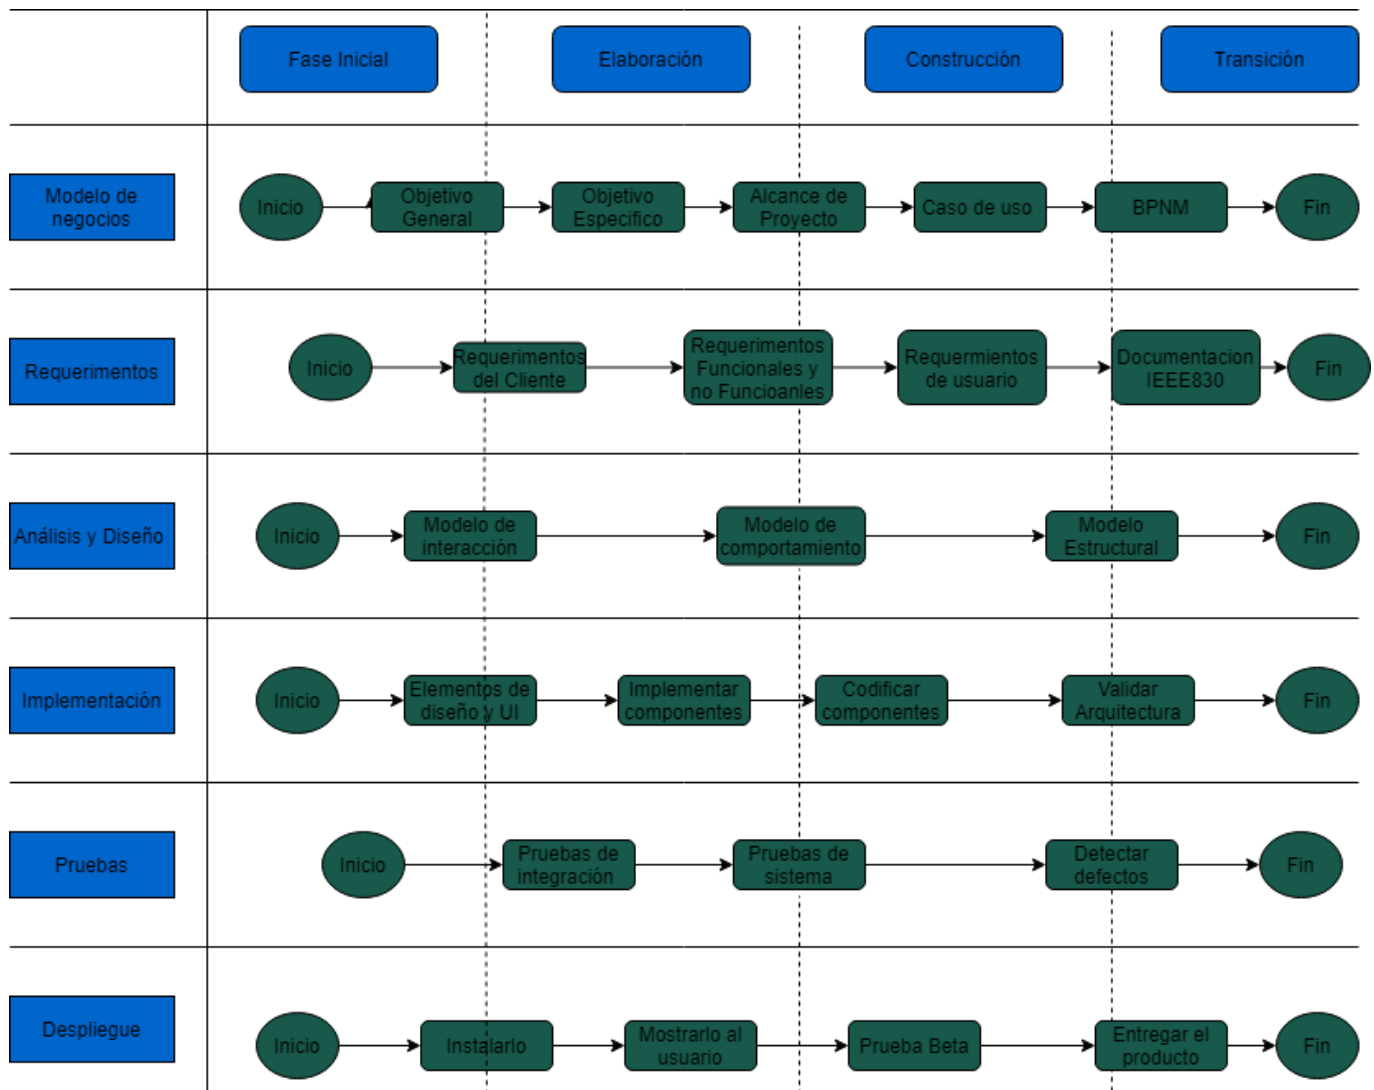 Fase Inicial
Elaboración
Construcción
Transición
Modelo de
negocios
Inicio
Objetivo
General
Objetivo
Especifico
Alcance de
Proyecto
Caso de uso
BPNM
Fin
Requerimentos
Inicio
Requerimentos
del Cliente
Requerimentos
Funcionales y
no Funcioanles
Requermientos
de usuario
Documentacion
IEEE830
Fin
Análisis y Diseño
Inicio
Modelo de
interacción
Modelo de
comportamiento
Modelo
Estructural
Fin
Implementación
Inicio
Elementos de
diseño y UI
Implementar
componentes
Codificar
componentes
Validar
Arquitectura
Fin
Pruebas
Inicio
Pruebas de
integración
Pruebas de
sistema
Detectar
defectos
Fin
Despliegue
Inicio
Instalarlo
Mostrarlo al
usuario
Prueba Beta
Entregar el
producto
Fin